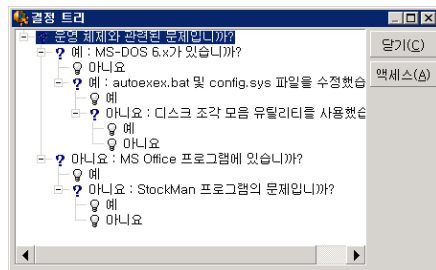 결정 트리
운영 체제와 관련된 문제입니까?
예 : MS-DOS 6.x가 있습니까?
아니요
예 : autoexex.bat 및 config.sys 파일을 수정했습
예
아니요 : 디스크 조각 모음 유틸리티를 사용했습
예
아니요
아니요 : MS Office 프로그램에 있습니까?
예
아니요 : StockMan 프로그램의 문제입니까?
예
아니요
닫기(C)
액세스(A)